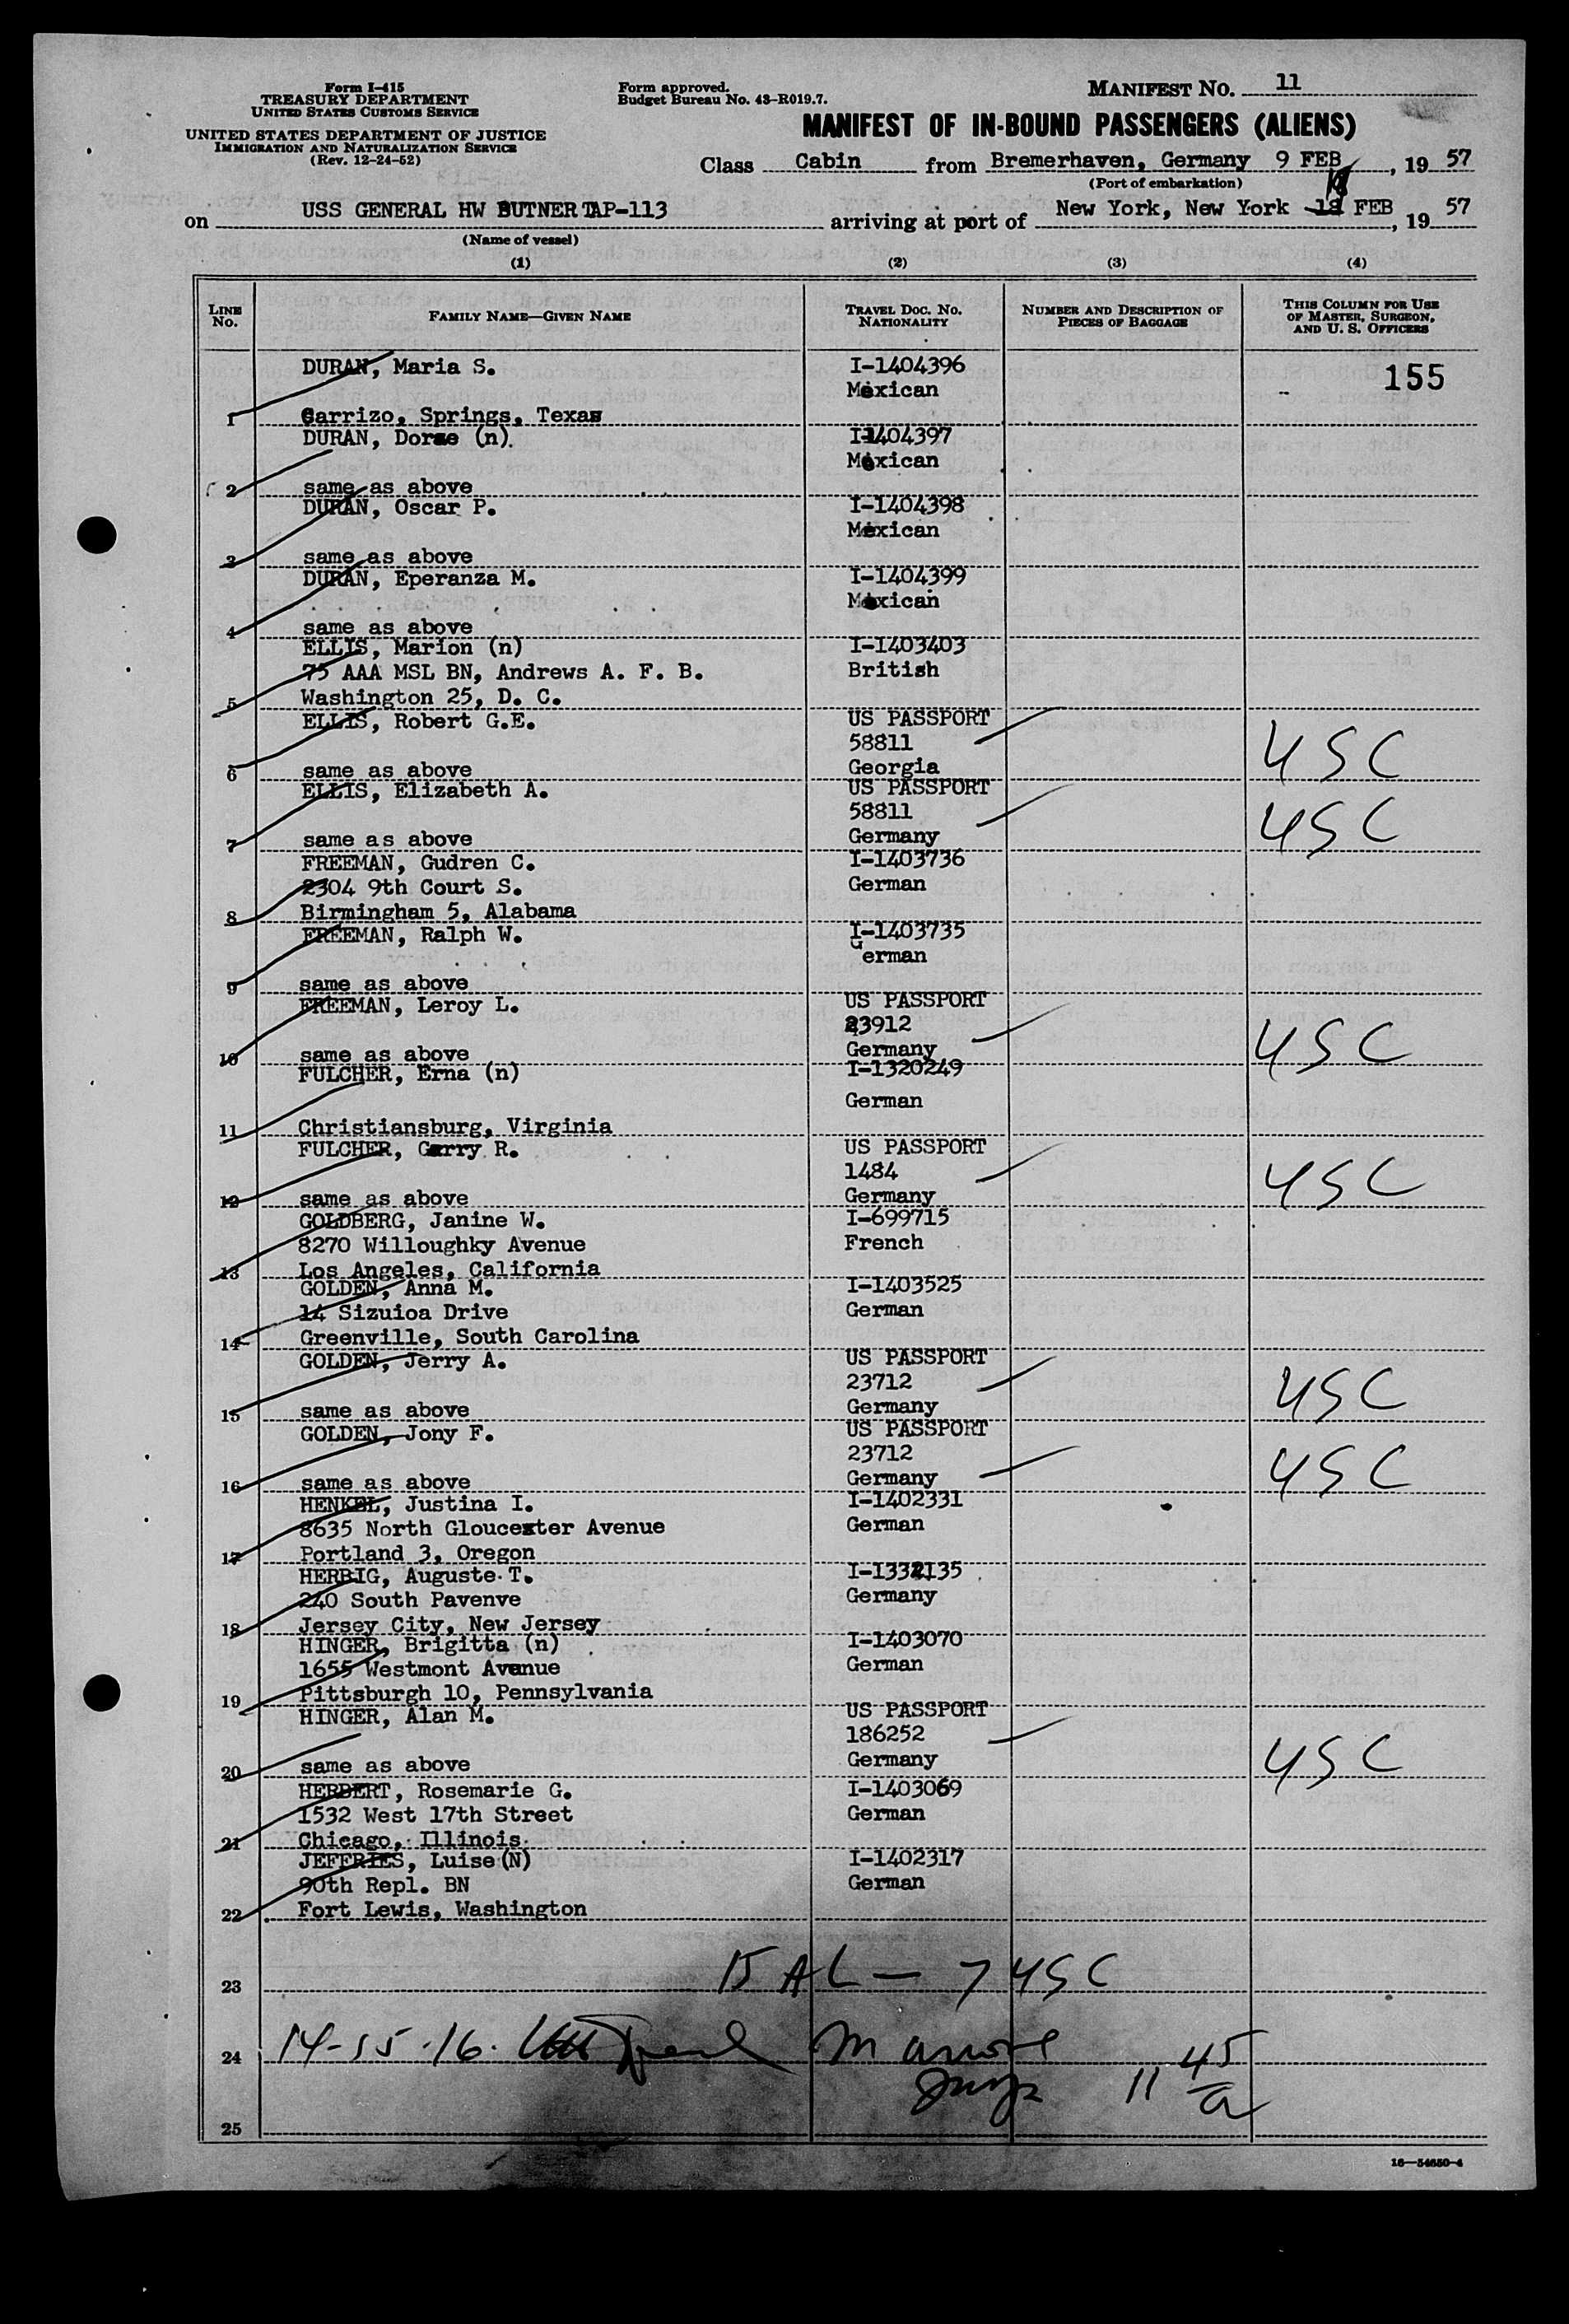 Form I-415
TREASURY DEPARTMENT
UNITED STATES CUSTOMS SERVICE
UNITED STATES DEPARTMENT OF JUSTICE
IMMIGRATION AND NATURALIZATION SERVICE
(Rev. 12-24-52)
Form approved.
Budget Bureau No. 43-R019.7.
MANIFEST NO. 11
MANIFEST OF IN-BOUND PASSENGERS (ALIENS)
Class Cabin from Bremerhaven, Germany 9 FEB, 19 57
(Port of embarkation)
on USS GENERAL HW BUTNER TAP-113 arriving at port of New York, New York 18 FEB, 19 57
(Name of vessel)
(1) (2) (3) (4)
LINE NO. FAMILY NAME—GIVEN NAME TRAVEL DOC. NO. NATIONALITY NUMBER AND DESCRIPTION OF PIECES OF BAGGAGE THIS COLUMN FOR USE OF MASTER, SURGEON, AND U. S. OFFICERS
DURAN, Maria S. I-1404396
Mexican 155
1 Carrizo, Springs, Texas
DURAN, Dorse (n) I-1404397
Mexican
2 same as above
DURAN, Oscar P. I-1404398
Mexican
3 same as above
DURAN, Eperanza M. I-1404399
Mexican
4 same as above
ELLIS, Marion (n) I-1403403
75 AAA MSL BN, Andrews A. F. B. British
5 Washington 25, D. C.
ELLIS, Robert G.E. US PASSPORT
58811 USC
6 same as above Georgia
ELLIS, Elizabeth A. US PASSPORT
58811 USC
7 same as above Germany
FREEMAN, Gudren C. I-1403736
2304 9th Court S. German
8 Birmingham 5, Alabama
FREEMAN, Ralph W. I-1403735
German
9 same as above
FREEMAN, Leroy L. US PASSPORT
23912 USC
10 same as above Germany
FULCHER, Erna (n) I-1320249
German
11 Christiansburg, Virginia
FULCHER, Garry R. US PASSPORT
1484 USC
12 same as above Germany
GOLDBERG, Janine W. I-699715
8270 Willoughky Avenue French
13 Los Angeles, California
GOLDEN, Anna M. I-1403525
14 Sizuioa Drive German
14 Greenville, South Carolina
GOLDEN, Jerry A. US PASSPORT
23712 USC
15 same as above Germany
GOLDEN, Jony F. US PASSPORT
23712 USC
16 same as above Germany
HENKEL, Justina I. I-1402331
8635 North Gloucester Avenue German
17 Portland 3, Oregon
HERBIG, Auguste T. I-1332135
240 South Pavenve Germany
18 Jersey City, New Jersey
HINGER, Brigitta (n) I-1403070
1655 Westmont Avenue German
19 Pittsburgh 10, Pennsylvania
HINGER, Alan M. US PASSPORT
186252 USC
20 same as above Germany
HERBERT, Rosemarie G. I-1403069
1532 West 17th Street German
21 Chicago, Illinois
JEFFRIES, Luise (N) I-1402317
90th Repl. BN German
22 Fort Lewis, Washington
23 15 AL — 7 USC
24 14-15-16.
11 45/a
25
16—54650-4